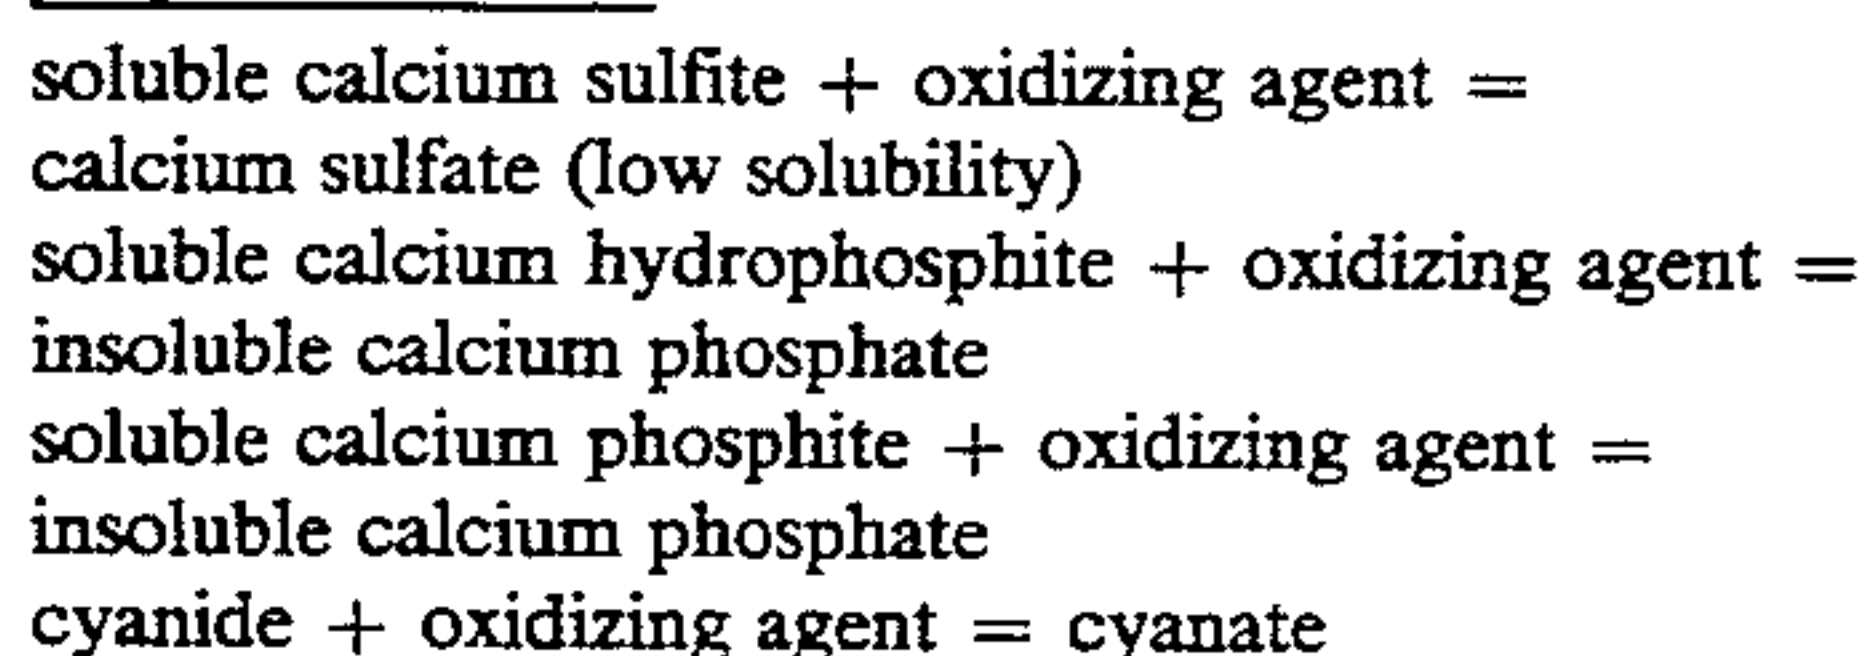 soluble calcium sulfite + oxidizing agent =
calcium sulfate (low solubility)
soluble calcium hydrophosphite + oxidizing agent =
insoluble calcium phosphate
soluble calcium phosphite + oxidizing agent =
insoluble calcium phosphate
cyanide + oxidizing agent = cyanate